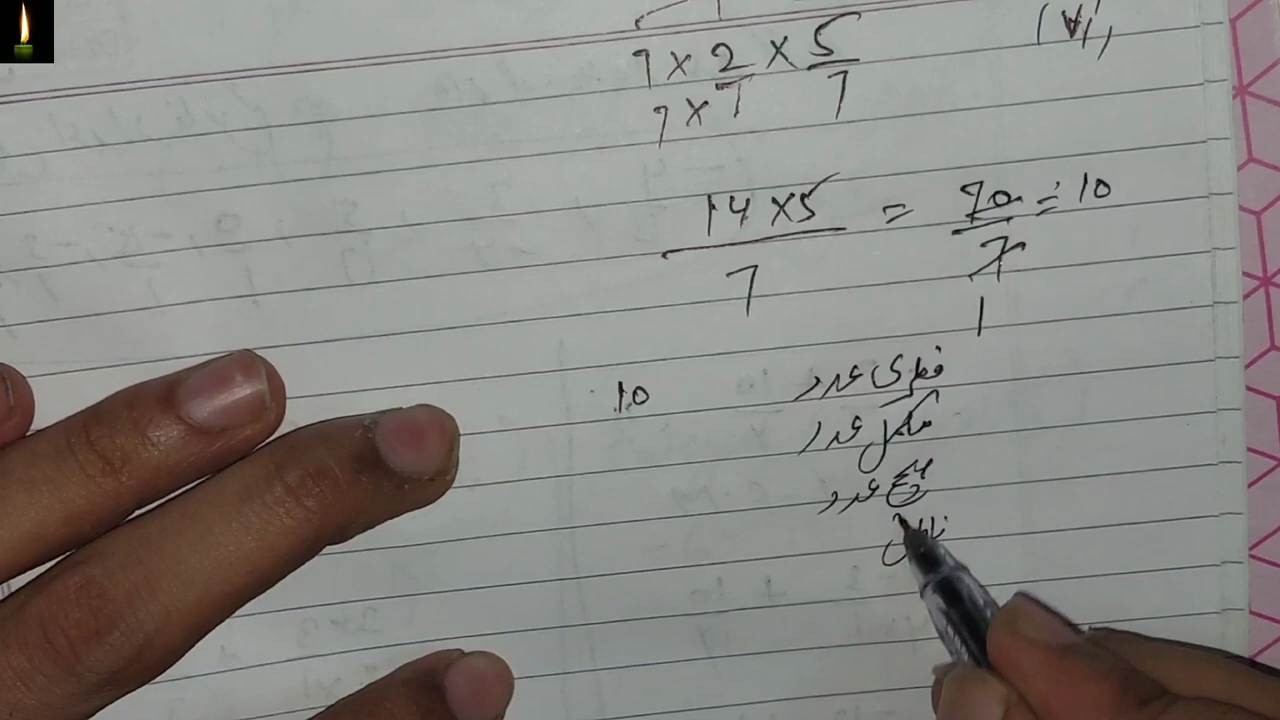 (vi)
7 × 2 × 5
7 × 7 7
14 × 5 = 70 = 10
7 7
1
10 فطری عدد
مکمل عدد
صحیح عدد